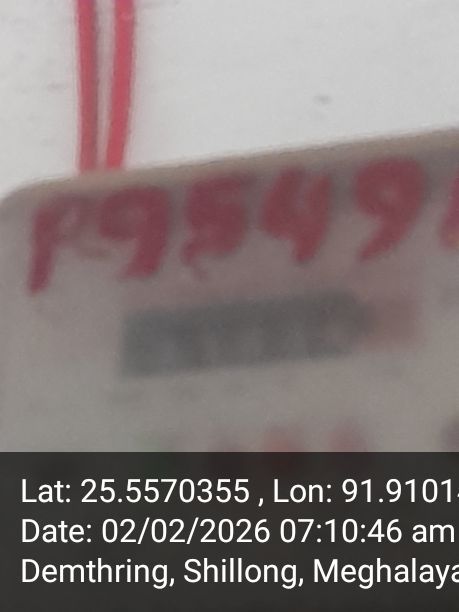 P9549
Lat: 25.5570355 , Lon: 91.9101
Date: 02/02/2026 07:10:46 am
Demthring, Shillong, Meghalaya